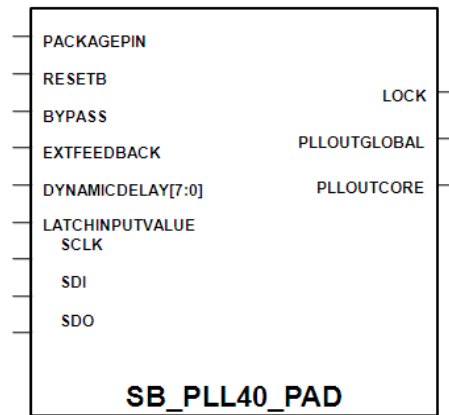 PACKAGEPIN
RESETB
BYPASS
EXTFEEDBACK
DYNAMICDELAY[7:0]
LATCHINPUTVALUE
SCLK
SDI
SDO
LOCK
PLLOUTGLOBAL
PLLOUTCORE
SB_PLL40_PAD